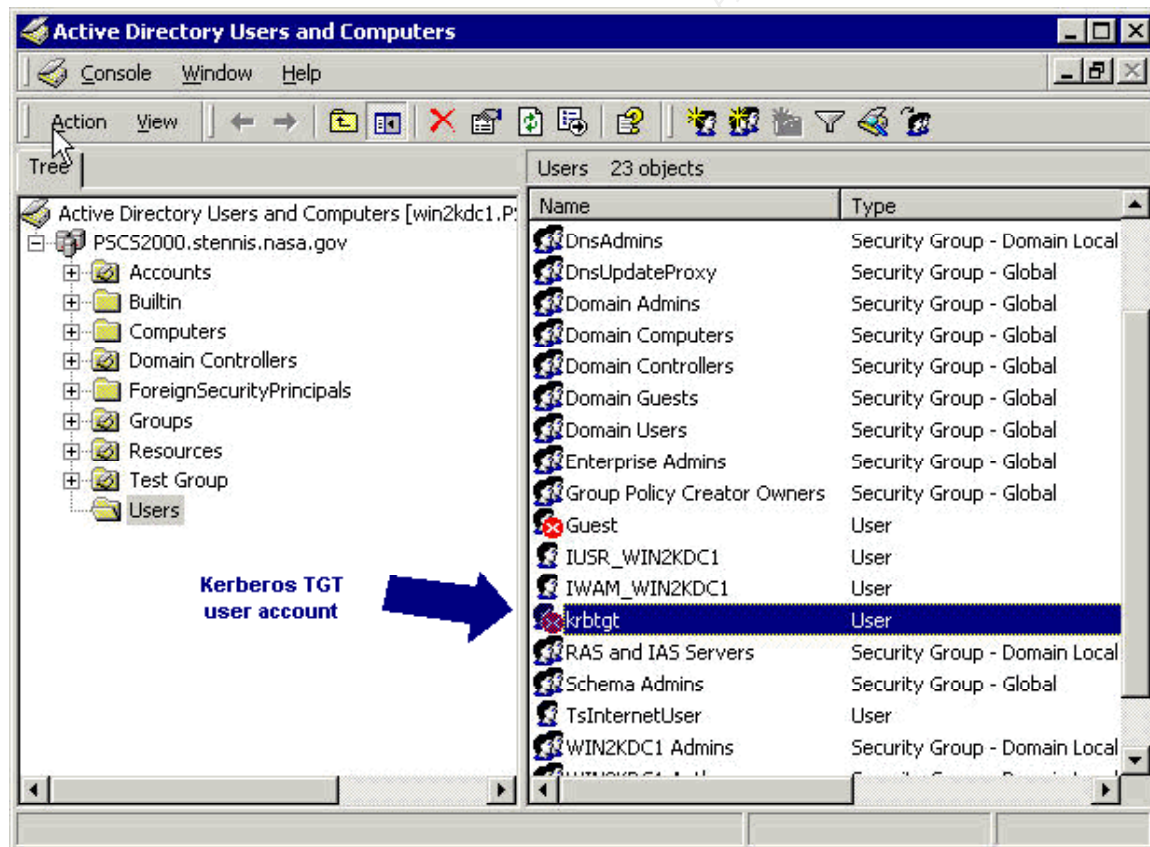 Active Directory Users and Computers
Console Window Help
Action View
Tree
Users 23 objects
Name Type
Active Directory Users and Computers [win2kdc1.P
PSCS2000.stennis.nasa.gov
Accounts
Builtin
Computers
Domain Controllers
ForeignSecurityPrincipals
Groups
Resources
Test Group
Users
Kerberos TGT
user account
DnsAdmins Security Group - Domain Local
DnsUpdateProxy Security Group - Global
Domain Admins Security Group - Global
Domain Computers Security Group - Global
Domain Controllers Security Group - Global
Domain Guests Security Group - Global
Domain Users Security Group - Global
Enterprise Admins Security Group - Global
Group Policy Creator Owners Security Group - Global
Guest User
IUSR_WIN2KDC1 User
IWAM_WIN2KDC1 User
krbtgt User
RAS and IAS Servers Security Group - Domain Local
Schema Admins Security Group - Global
TsInternetUser User
WIN2KDC1 Admins Security Group - Domain Local